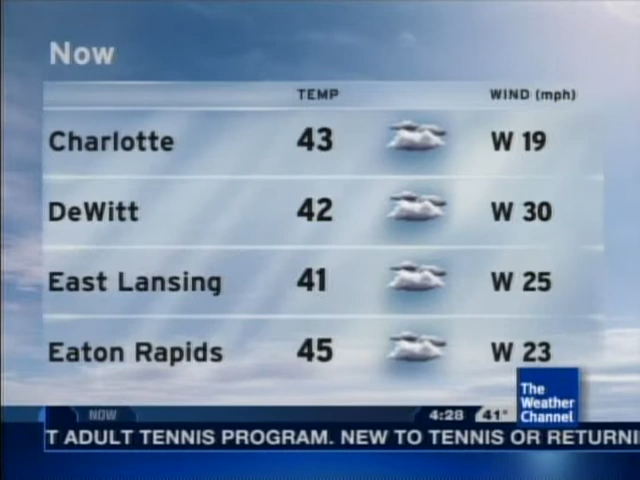 Now
TEMP WIND (mph)
Charlotte 43 W 19
DeWitt 42 W 30
East Lansing 41 W 25
Eaton Rapids 45 W 23
The
Weather
Channel
NOW 4:28 41°
T ADULT TENNIS PROGRAM. NEW TO TENNIS OR RETURNI